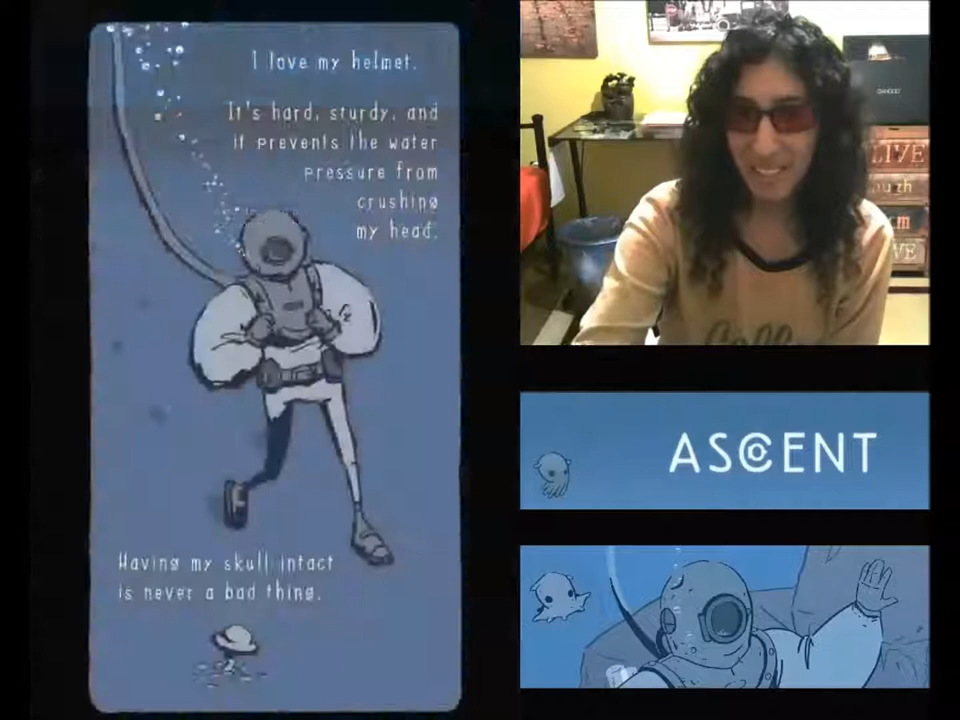 I love my helmet.
It's hard, sturdy, and
it prevents the water
pressure from
crushing
my head.
Having my skull intact
is never a bad thing.
LIVE
ASCENT